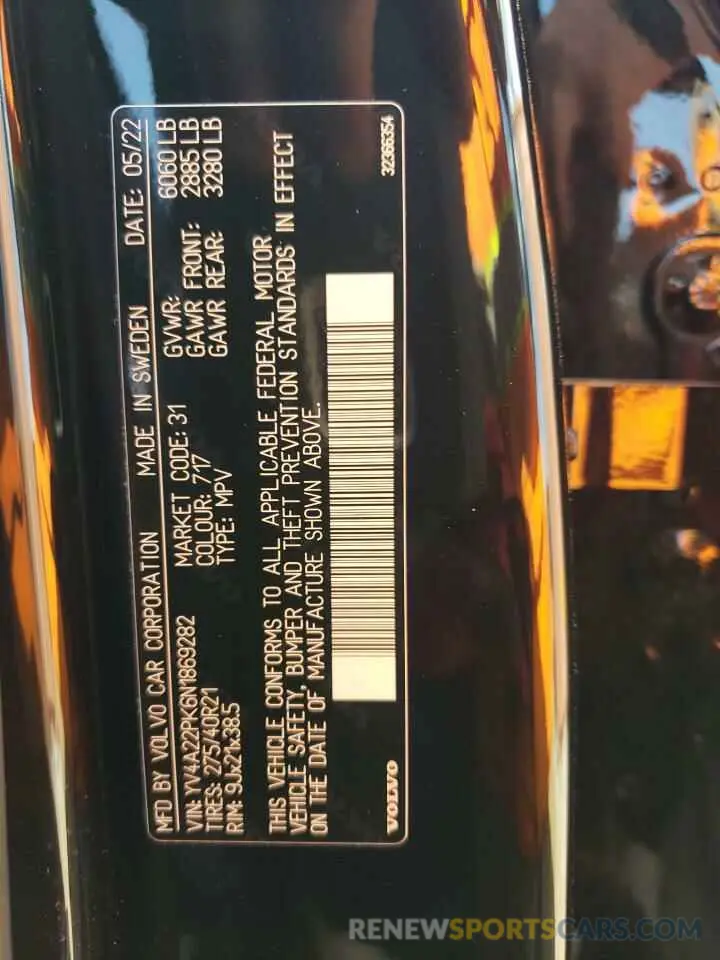 MFD BY VOLVO CAR CORPORATION MADE IN SWEDEN DATE: 05/22
VIN: YV4A22PK6N1869282 MARKET CODE: 31 GVWR: 6060 LB
TIRES: 275/40R21 COLOUR: 717 GAWR FRONT: 2885 LB
RIM: 9Jx21x38.5 TYPE: MPV GAWR REAR: 3280 LB
THIS VEHICLE CONFORMS TO ALL APPLICABLE FEDERAL MOTOR
VEHICLE SAFETY, BUMPER AND THEFT PREVENTION STANDARDS IN EFFECT
ON THE DATE OF MANUFACTURE SHOWN ABOVE.
VOLVO 32366354
RENEWSPORTSCARS.COM